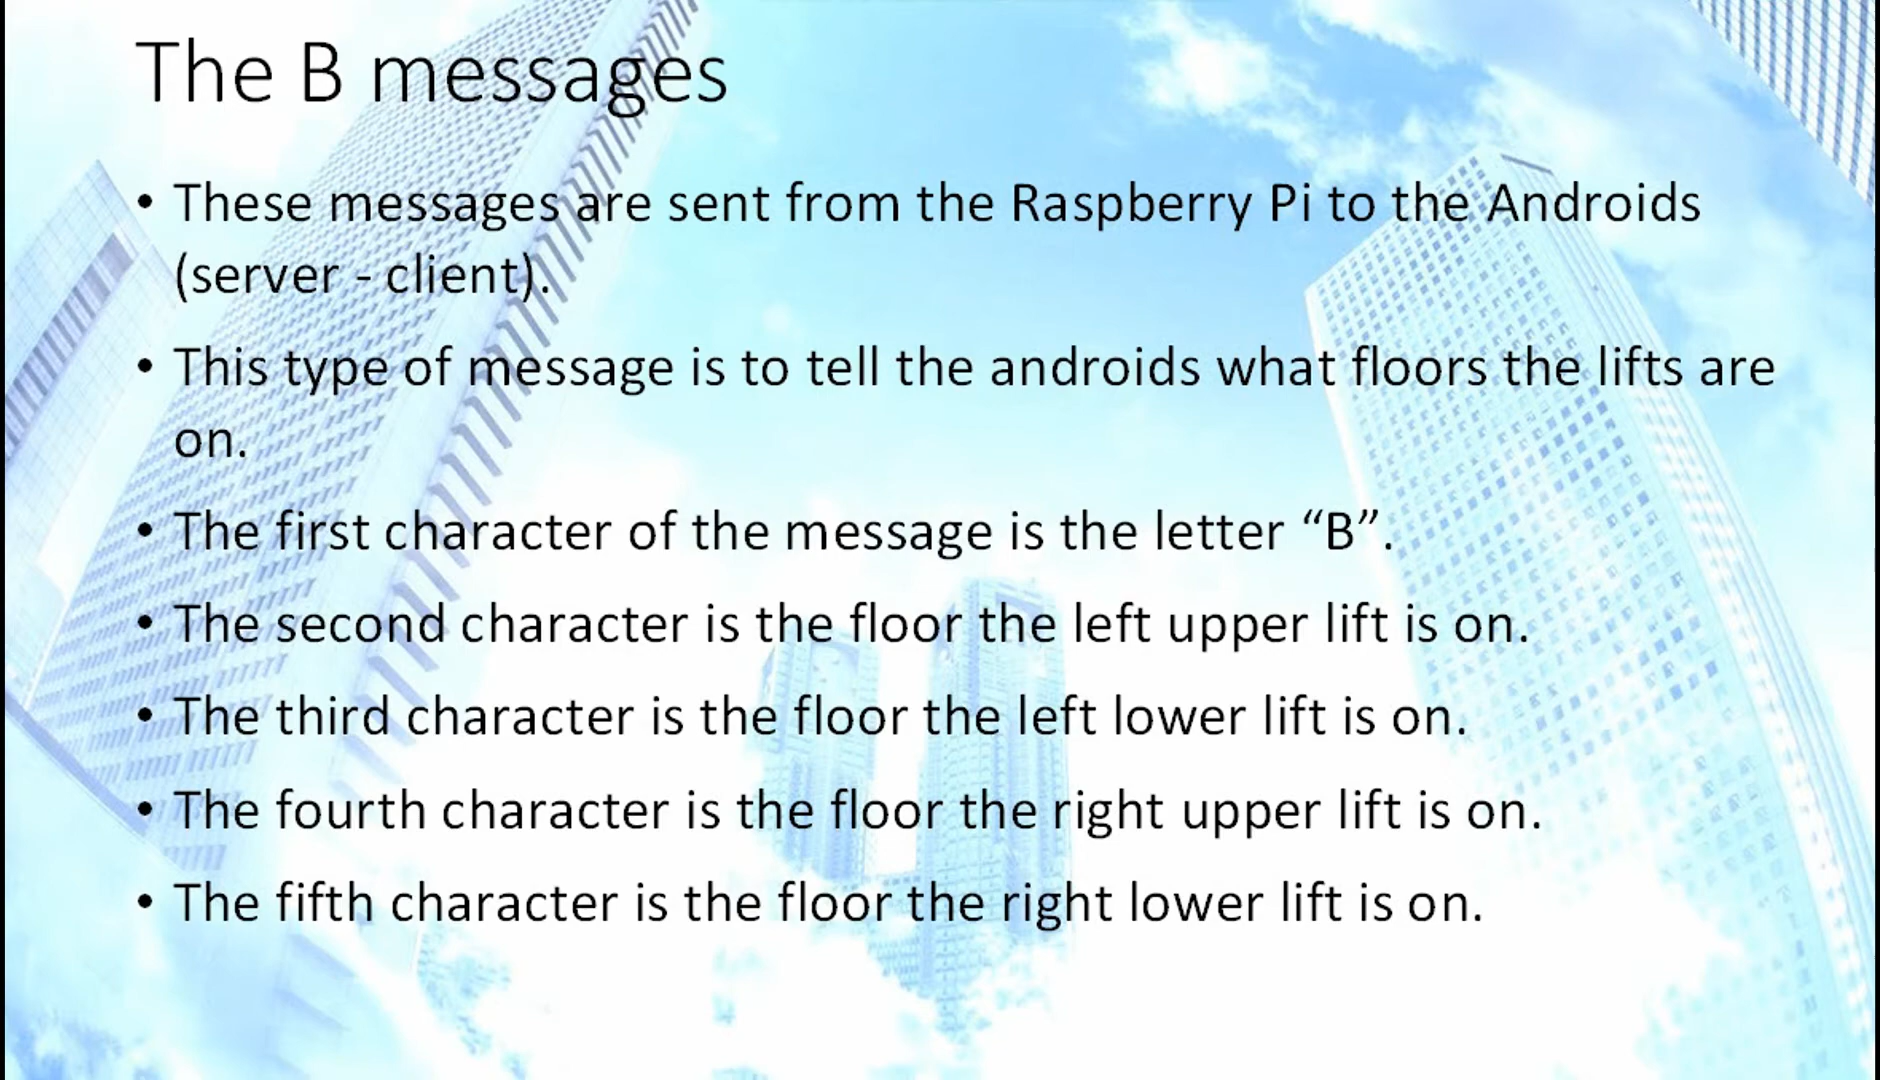 The B messages
• These messages are sent from the Raspberry Pi to the Androids
(server - client).
• This type of message is to tell the androids what floors the lifts are
on.
• The first character of the message is the letter “B”.
• The second character is the floor the left upper lift is on.
• The third character is the floor the left lower lift is on.
• The fourth character is the floor the right upper lift is on.
• The fifth character is the floor the right lower lift is on.